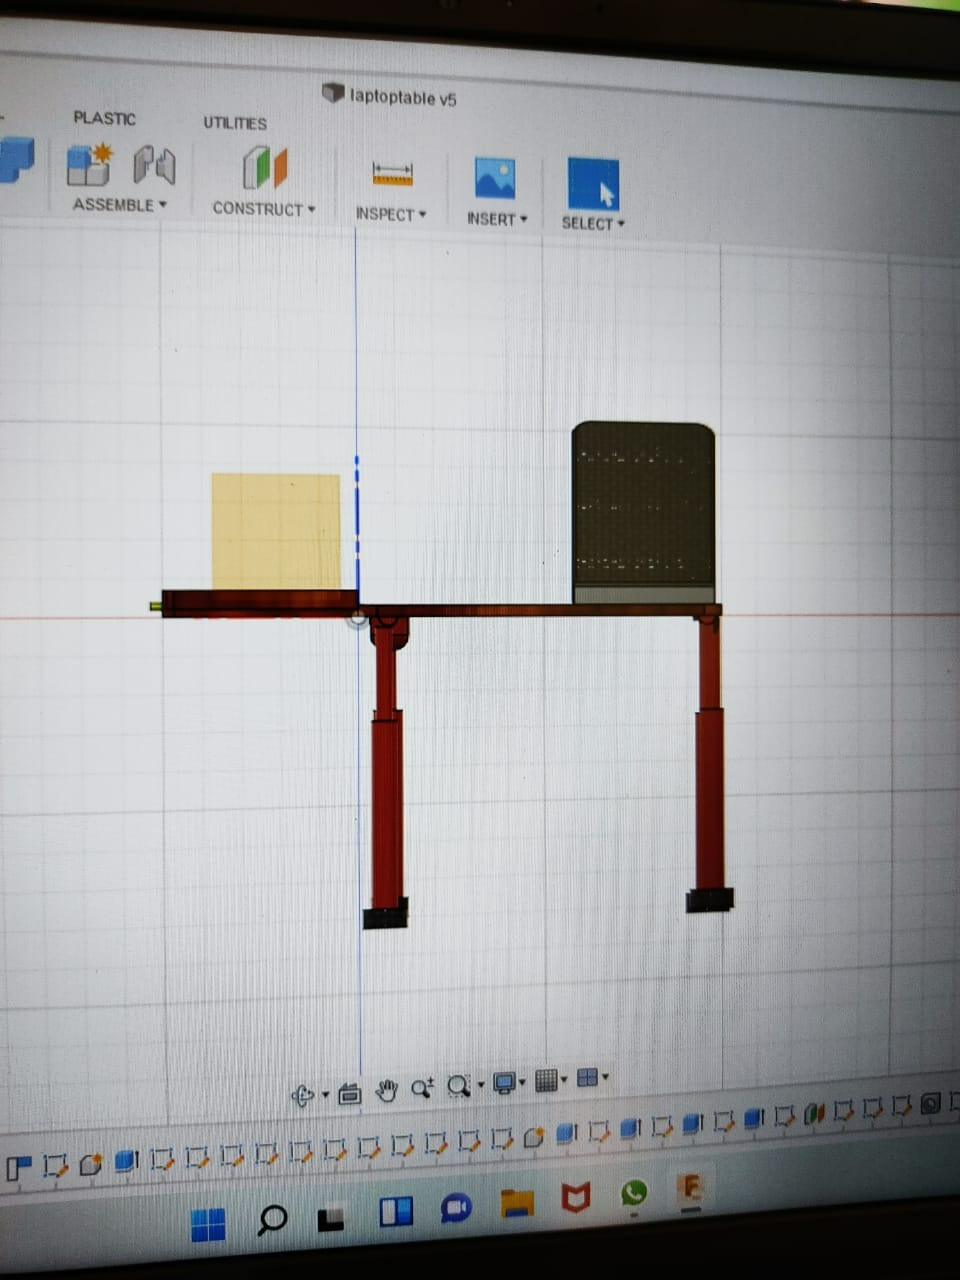 laptoptable v5
PLASTIC
UTILITIES
ASSEMBLE
CONSTRUCT
INSPECT
INSERT
SELECT